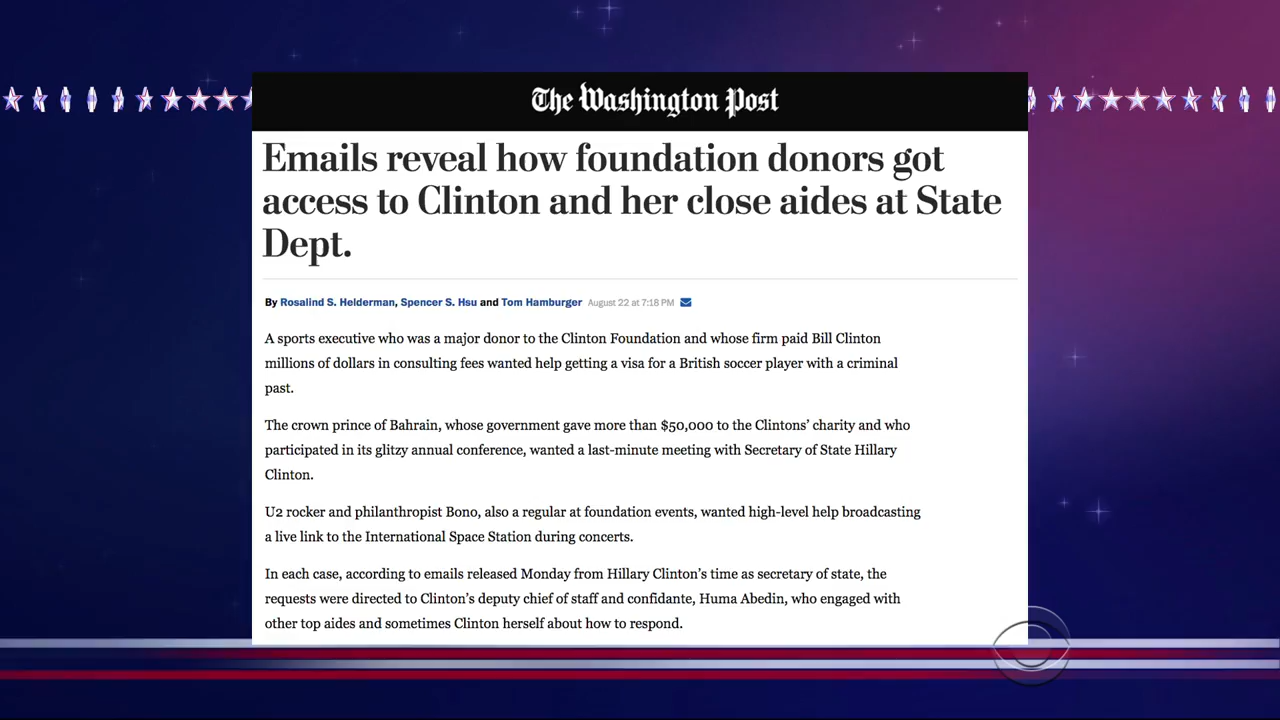 The Washington Post
Emails reveal how foundation donors got
access to Clinton and her close aides at State
Dept.
By Rosalind S. Helderman, Spencer S. Hsu and Tom Hamburger August 22 at 7:18 PM
A sports executive who was a major donor to the Clinton Foundation and whose firm paid Bill Clinton
millions of dollars in consulting fees wanted help getting a visa for a British soccer player with a criminal
past.
The crown prince of Bahrain, whose government gave more than $50,000 to the Clintons’ charity and who
participated in its glitzy annual conference, wanted a last-minute meeting with Secretary of State Hillary
Clinton.
U2 rocker and philanthropist Bono, also a regular at foundation events, wanted high-level help broadcasting
a live link to the International Space Station during concerts.
In each case, according to emails released Monday from Hillary Clinton’s time as secretary of state, the
requests were directed to Clinton’s deputy chief of staff and confidante, Huma Abedin, who engaged with
other top aides and sometimes Clinton herself about how to respond.